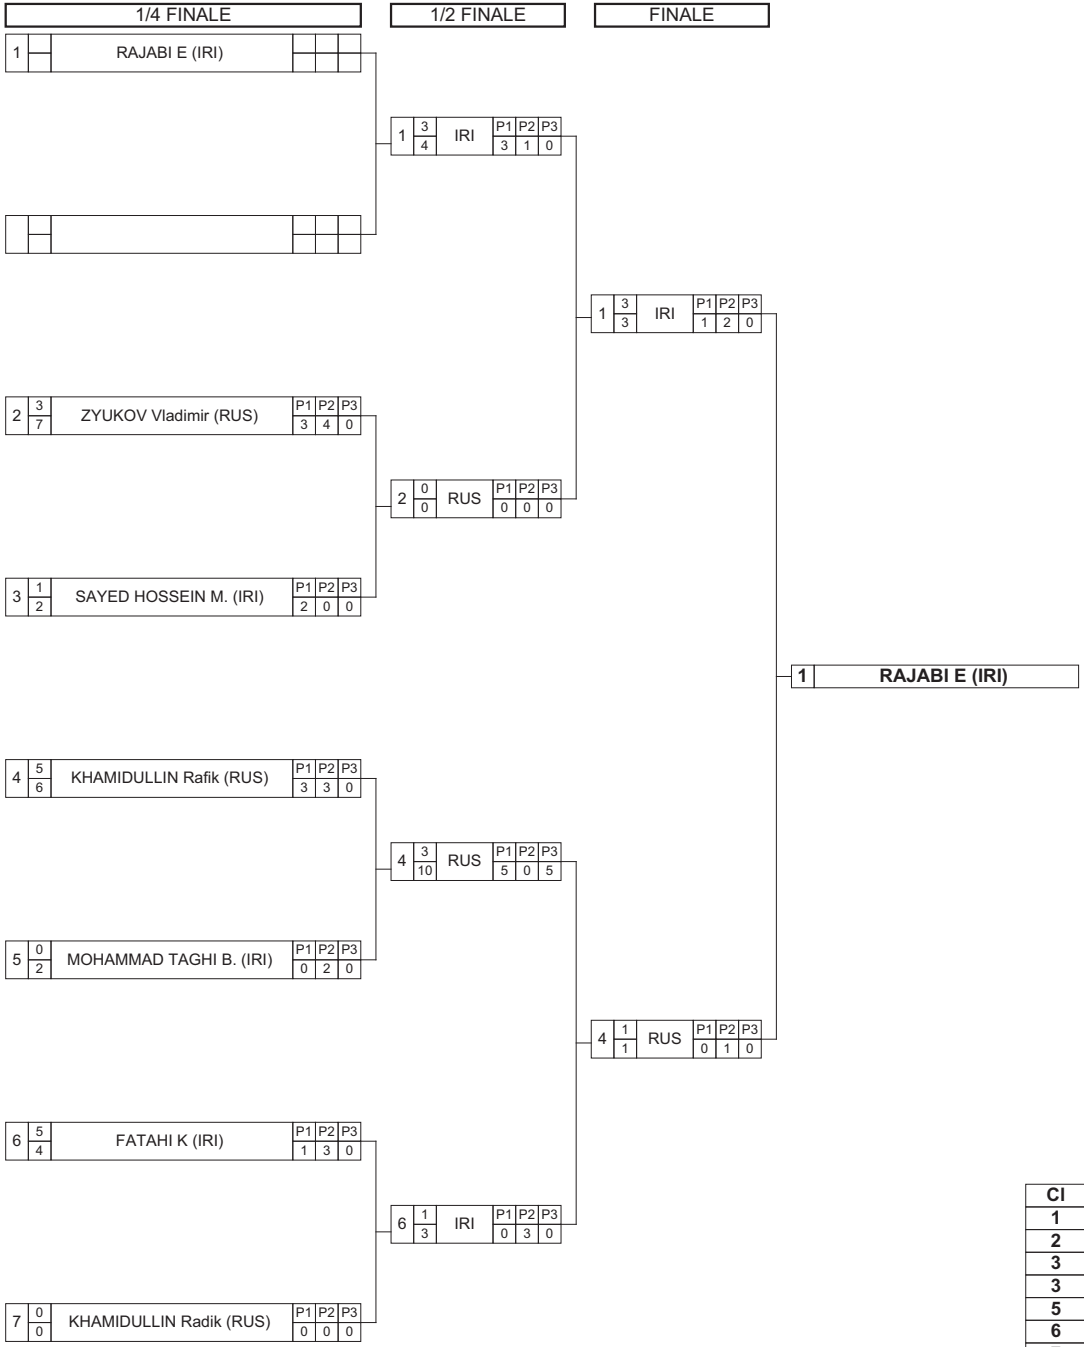 1/4 FINALE 1/2 FINALE FINALE
1 RAJABI E (IRI)
1 3 4 IRI P1 P2 P3
3 1 0
1 3 3 IRI P1 P2 P3
1 2 0
2 3 7 ZYUKOV Vladimir (RUS) P1 P2 P3
3 4 0
2 0 0 RUS P1 P2 P3
0 0 0
3 1 2 SAYED HOSSEIN M. (IRI) P1 P2 P3
2 0 0
1 RAJABI E (IRI)
4 5 6 KHAMIDULLIN Rafik (RUS) P1 P2 P3
3 3 0
4 3 10 RUS P1 P2 P3
5 0 5
5 0 2 MOHAMMAD TAGHI B. (IRI) P1 P2 P3
0 2 0
4 1 1 RUS P1 P2 P3
0 1 0
6 5 4 FATAHI K (IRI) P1 P2 P3
1 3 0
6 1 3 IRI P1 P2 P3
0 3 0
7 0 0 KHAMIDULLIN Radik (RUS) P1 P2 P3
0 0 0
Cl
1
2
3
3
5
6